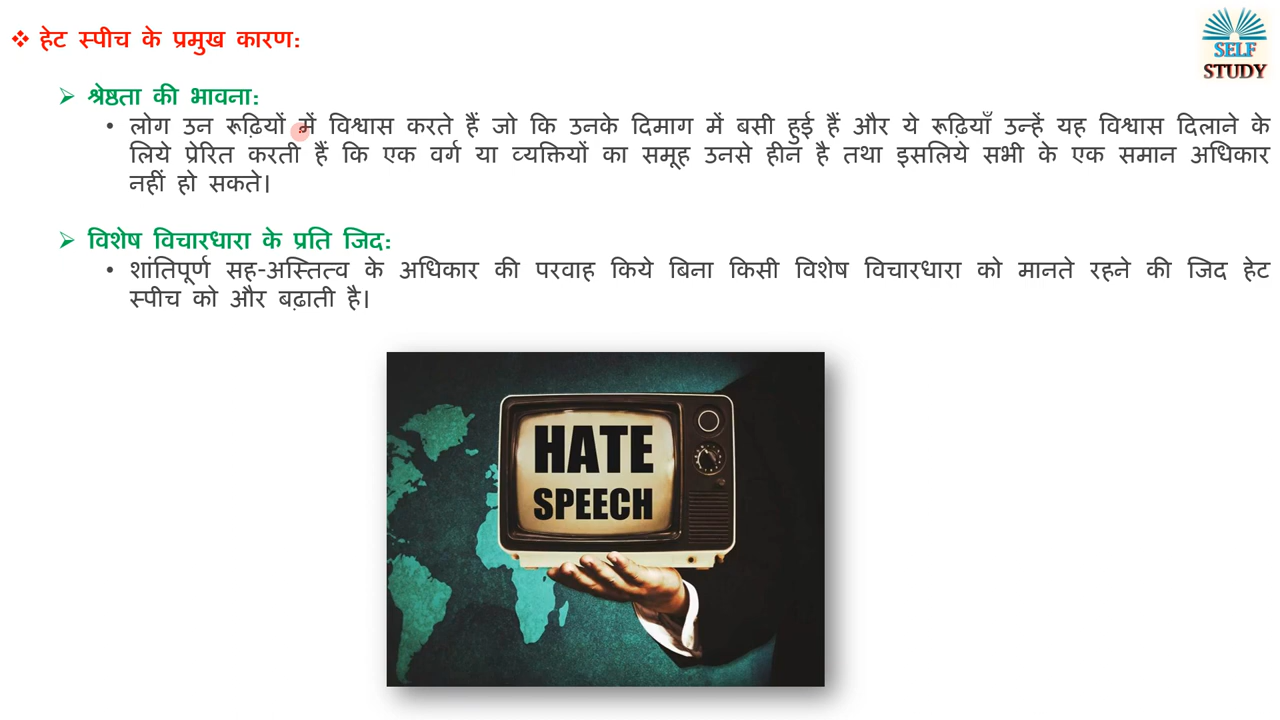 ❖ हेट स्पीच के प्रमुख कारण:
SELF
STUDY
➢ श्रेष्ठता की भावना:
• लोग उन रूढ़ियों में विश्वास करते हैं जो कि उनके दिमाग में बसी हुई हैं और ये रूढ़ियाँ उन्हें यह विश्वास दिलाने के
लिये प्रेरित करती हैं कि एक वर्ग या व्यक्तियों का समूह उनसे हीन है तथा इसलिये सभी के एक समान अधिकार
नहीं हो सकते।
➢ विशेष विचारधारा के प्रति जिद:
• शांतिपूर्ण सह-अस्तित्व के अधिकार की परवाह किये बिना किसी विशेष विचारधारा को मानते रहने की जिद हेट
स्पीच को और बढ़ाती है।
HATE
SPEECH